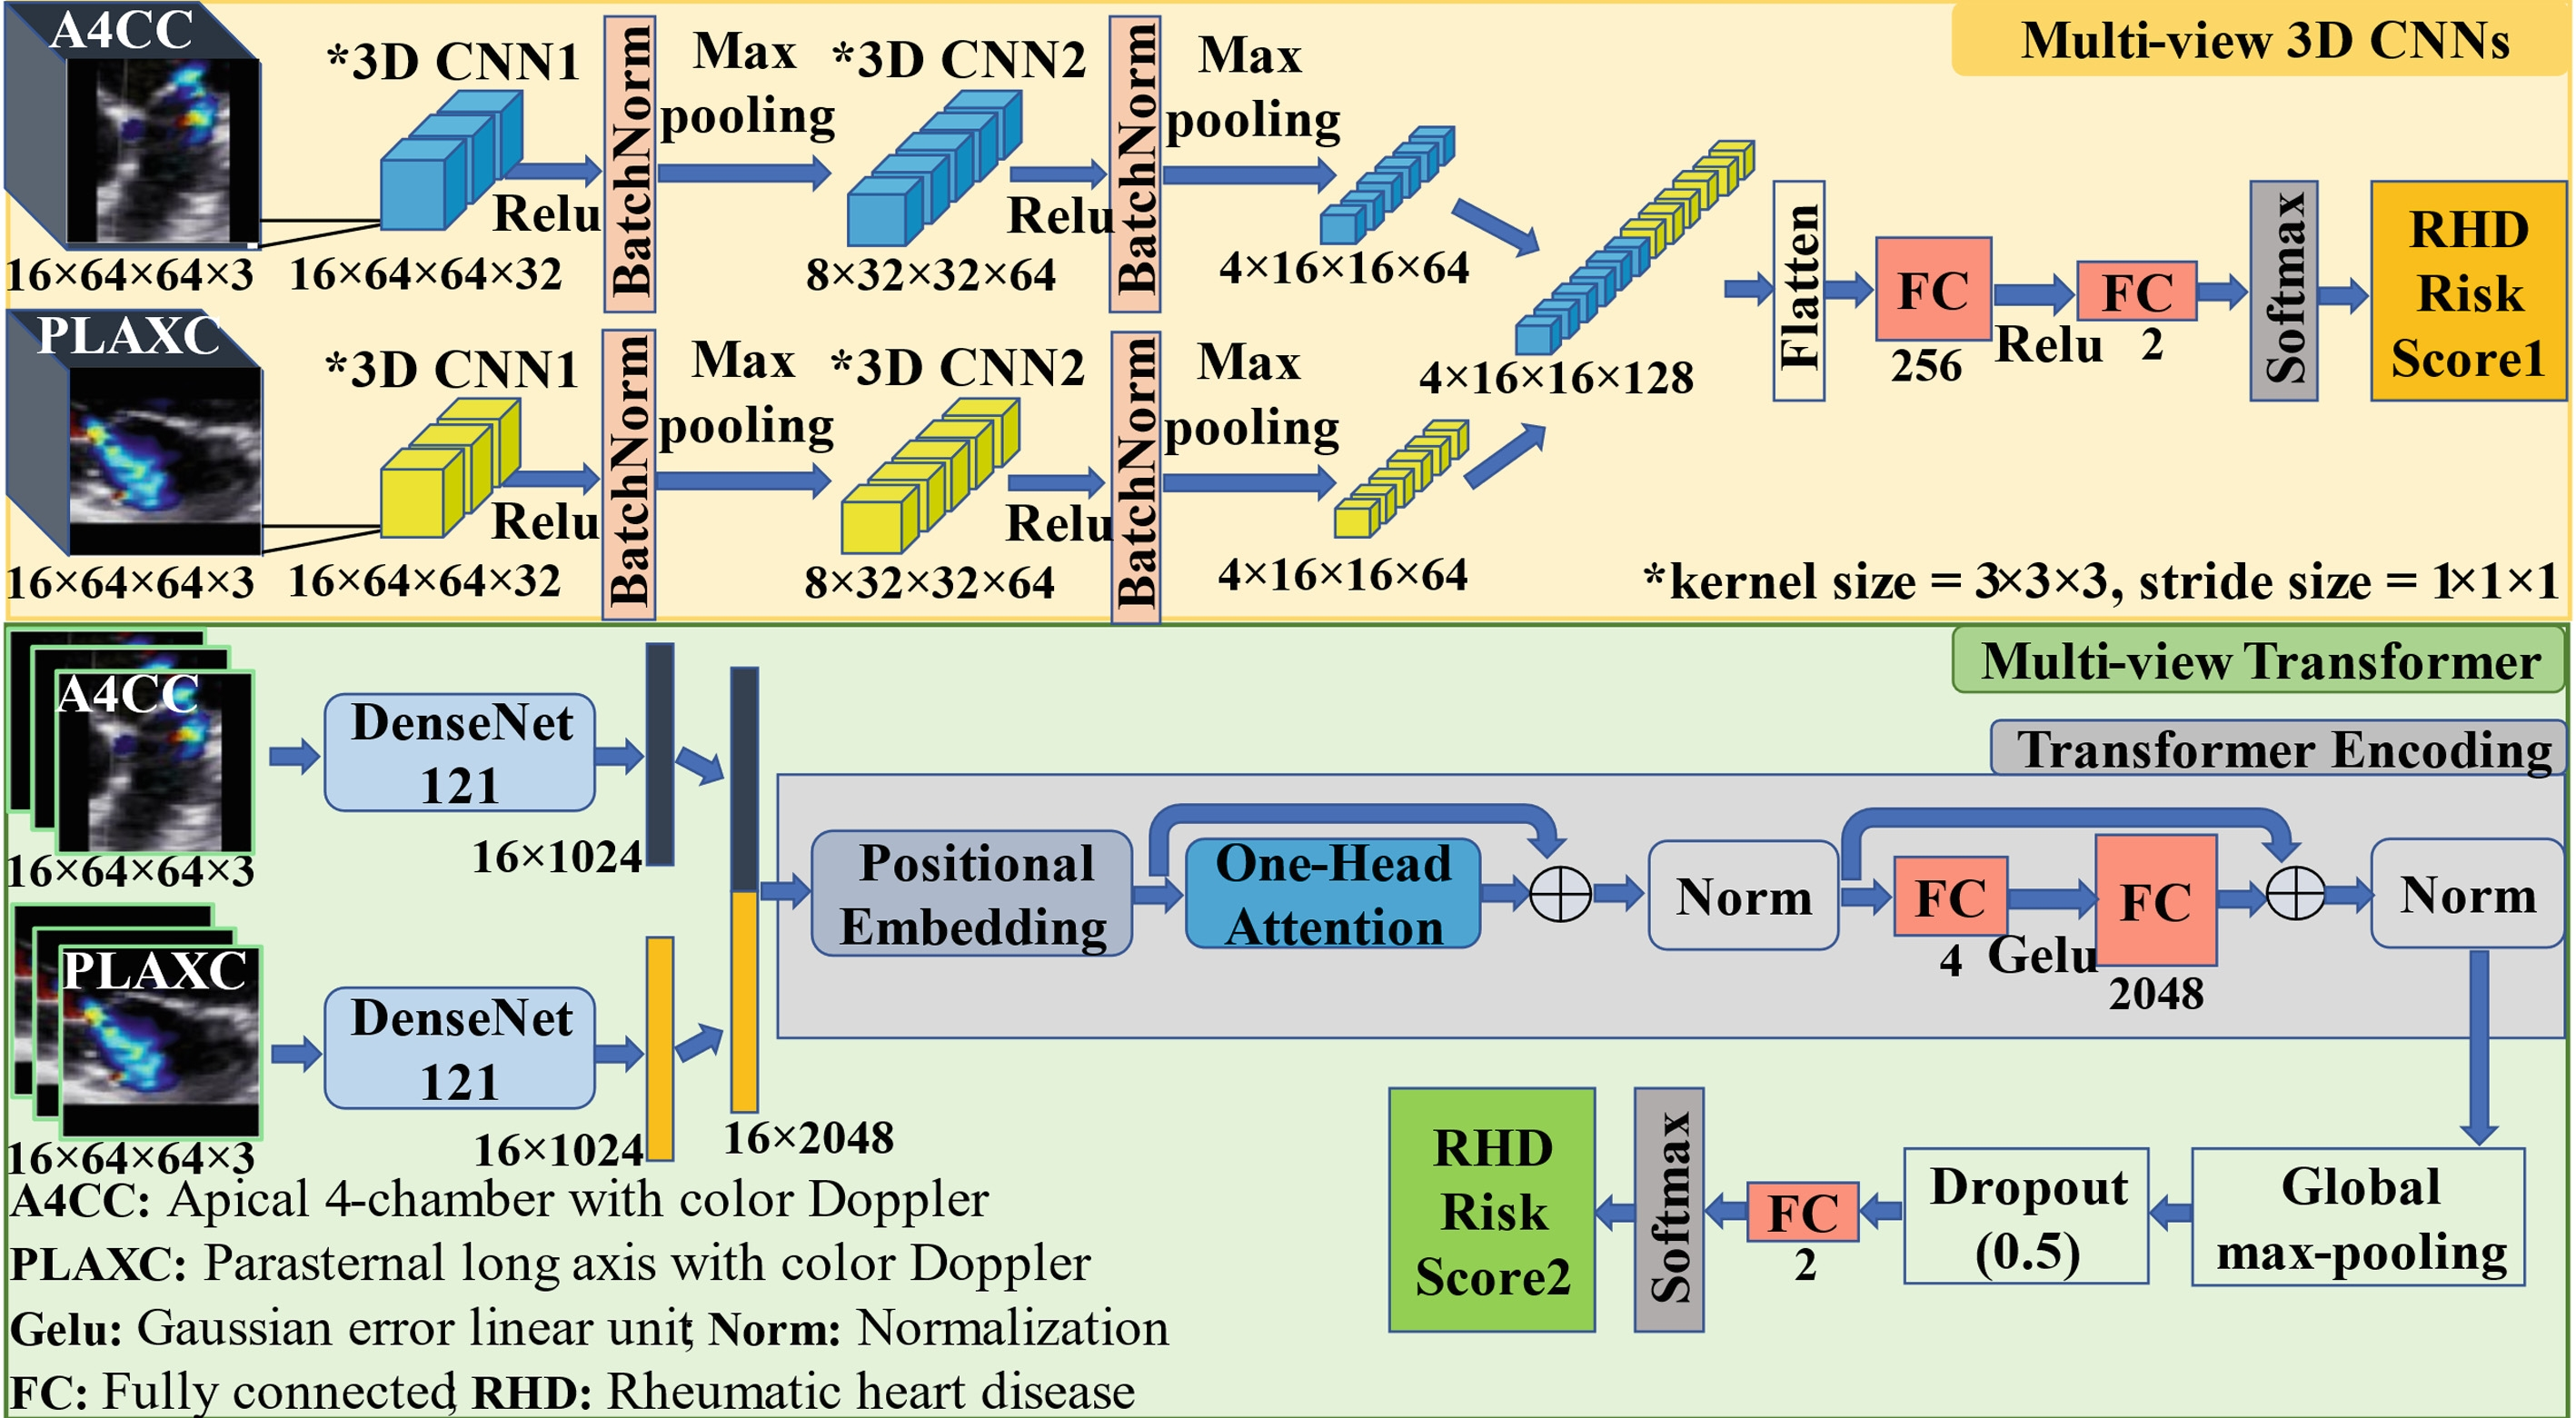 A4CC
*3D CNN1
BatchNorm
Max
pooling
*3D CNN2
BatchNorm
Max
pooling
Multi-view 3D CNNs
Relu
Relu
16×64×64×3
16×64×64×32
8×32×32×64
4×16×16×64
4×16×16×128
Flatten
FC
256
Relu
FC
2
Softmax
RHD
Risk
Score1
PLAXC
*3D CNN1
BatchNorm
Max
pooling
*3D CNN2
BatchNorm
Max
pooling
Relu
Relu
16×64×64×3
16×64×64×32
8×32×32×64
4×16×16×64
*kernel size = 3×3×3, stride size = 1×1×1
Multi-view Transformer
Transformer Encoding
A4CC
16×64×64×3
DenseNet
121
16×1024
PLAXC
16×64×64×3
DenseNet
121
16×1024
16×2048
Positional
Embedding
One-Head
Attention
Norm
FC
4
Gelu
FC
2048
Norm
Global
max-pooling
Dropout
(0.5)
FC
2
Softmax
RHD
Risk
Score2
A4CC: Apical 4-chamber with color Doppler
PLAXC: Parasternal long axis with color Doppler
Gelu: Gaussian error linear unit; Norm: Normalization
FC: Fully connected; RHD: Rheumatic heart disease